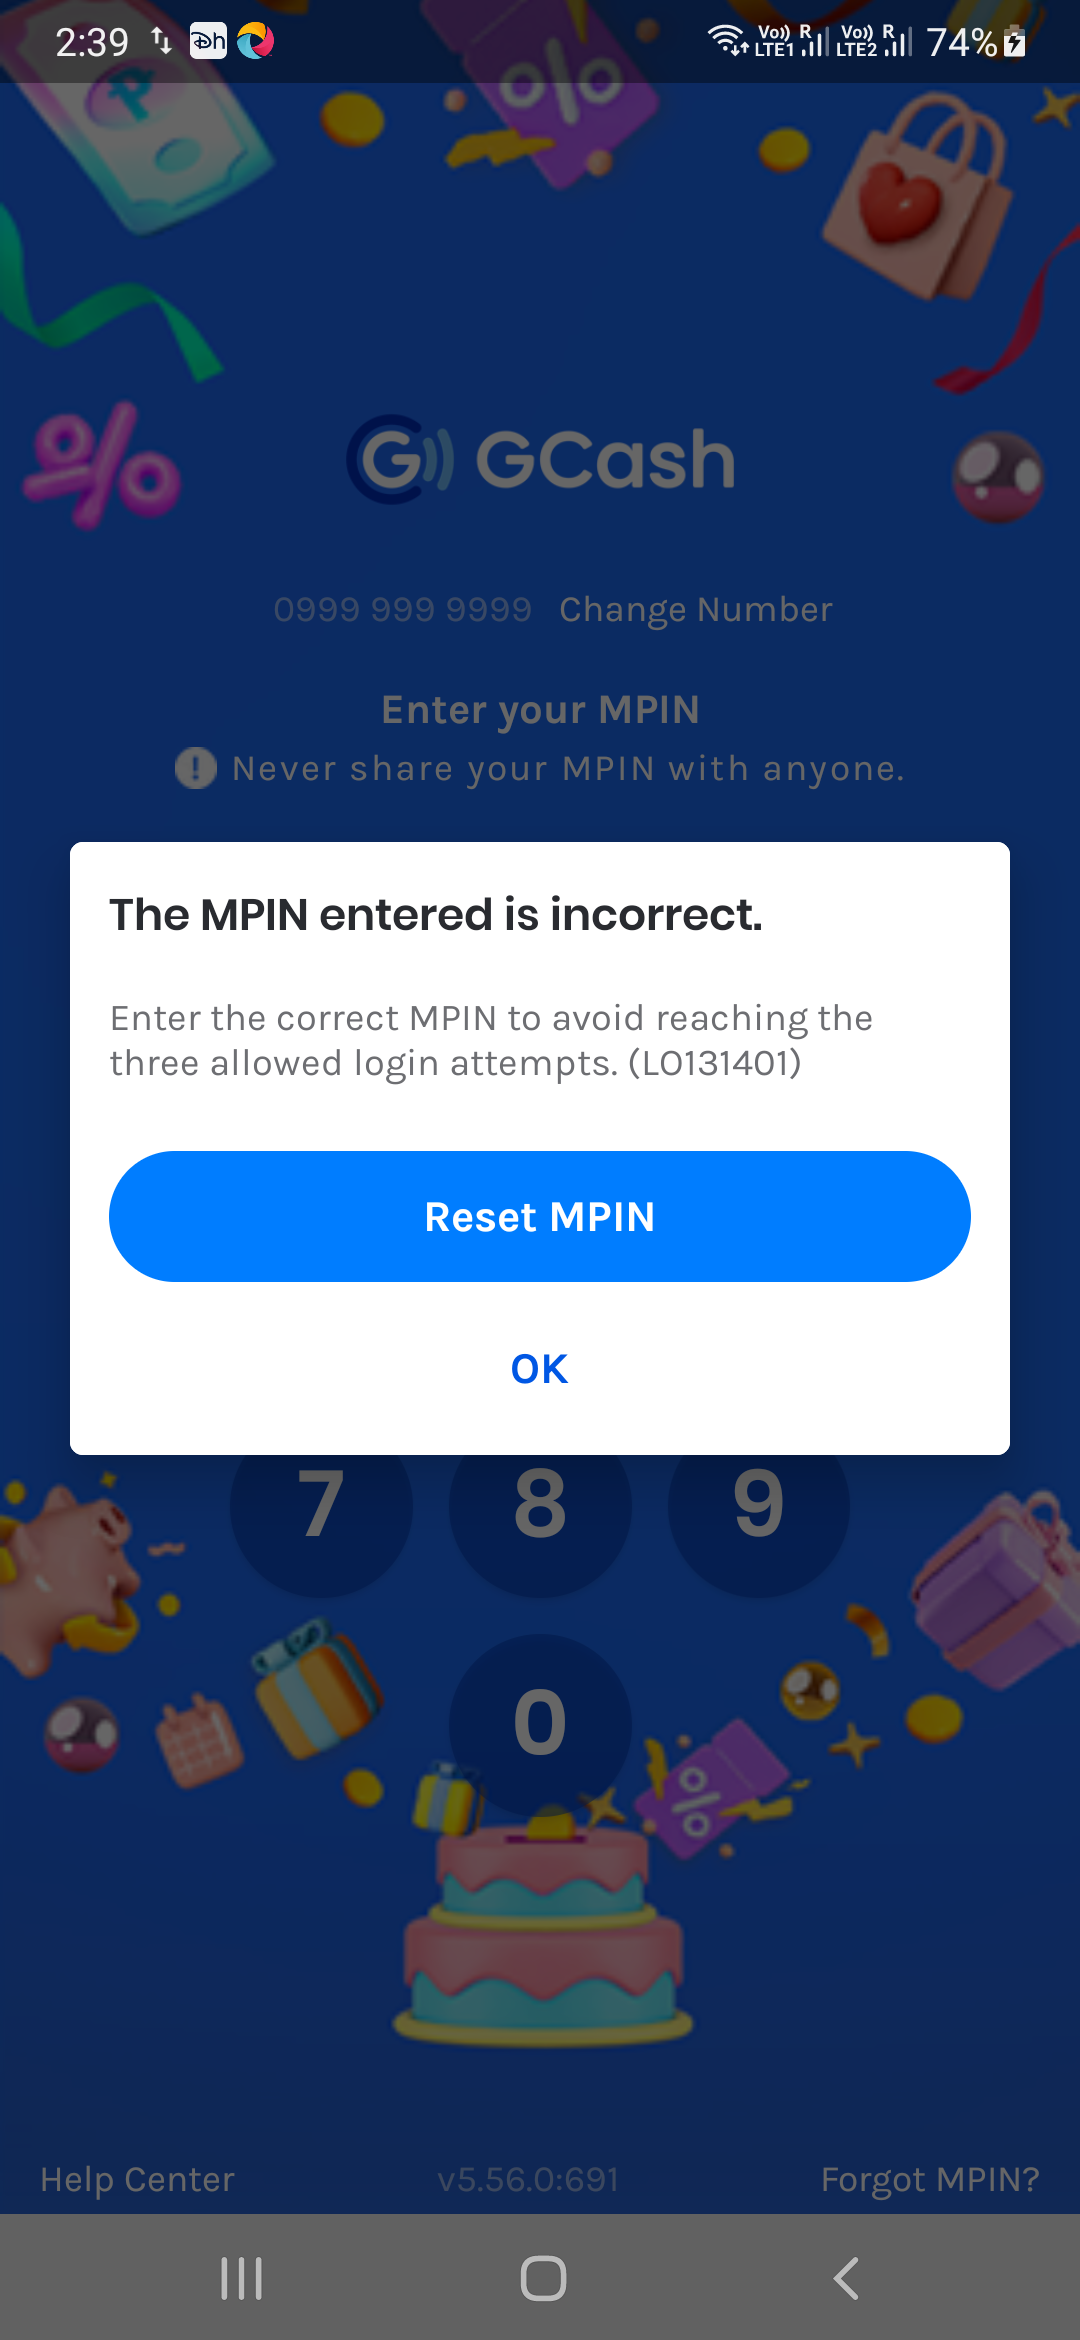 2:39
Dh
Vo)) R
LTE1
Vo)) R
LTE2
74%
GCash
0999 999 9999 Change Number
Enter your MPIN
! Never share your MPIN with anyone.
The MPIN entered is incorrect.
Enter the correct MPIN to avoid reaching the
three allowed login attempts. (LO131401)
Reset MPIN
OK
7 8 9
0
Help Center v5.56.0:691 Forgot MPIN?